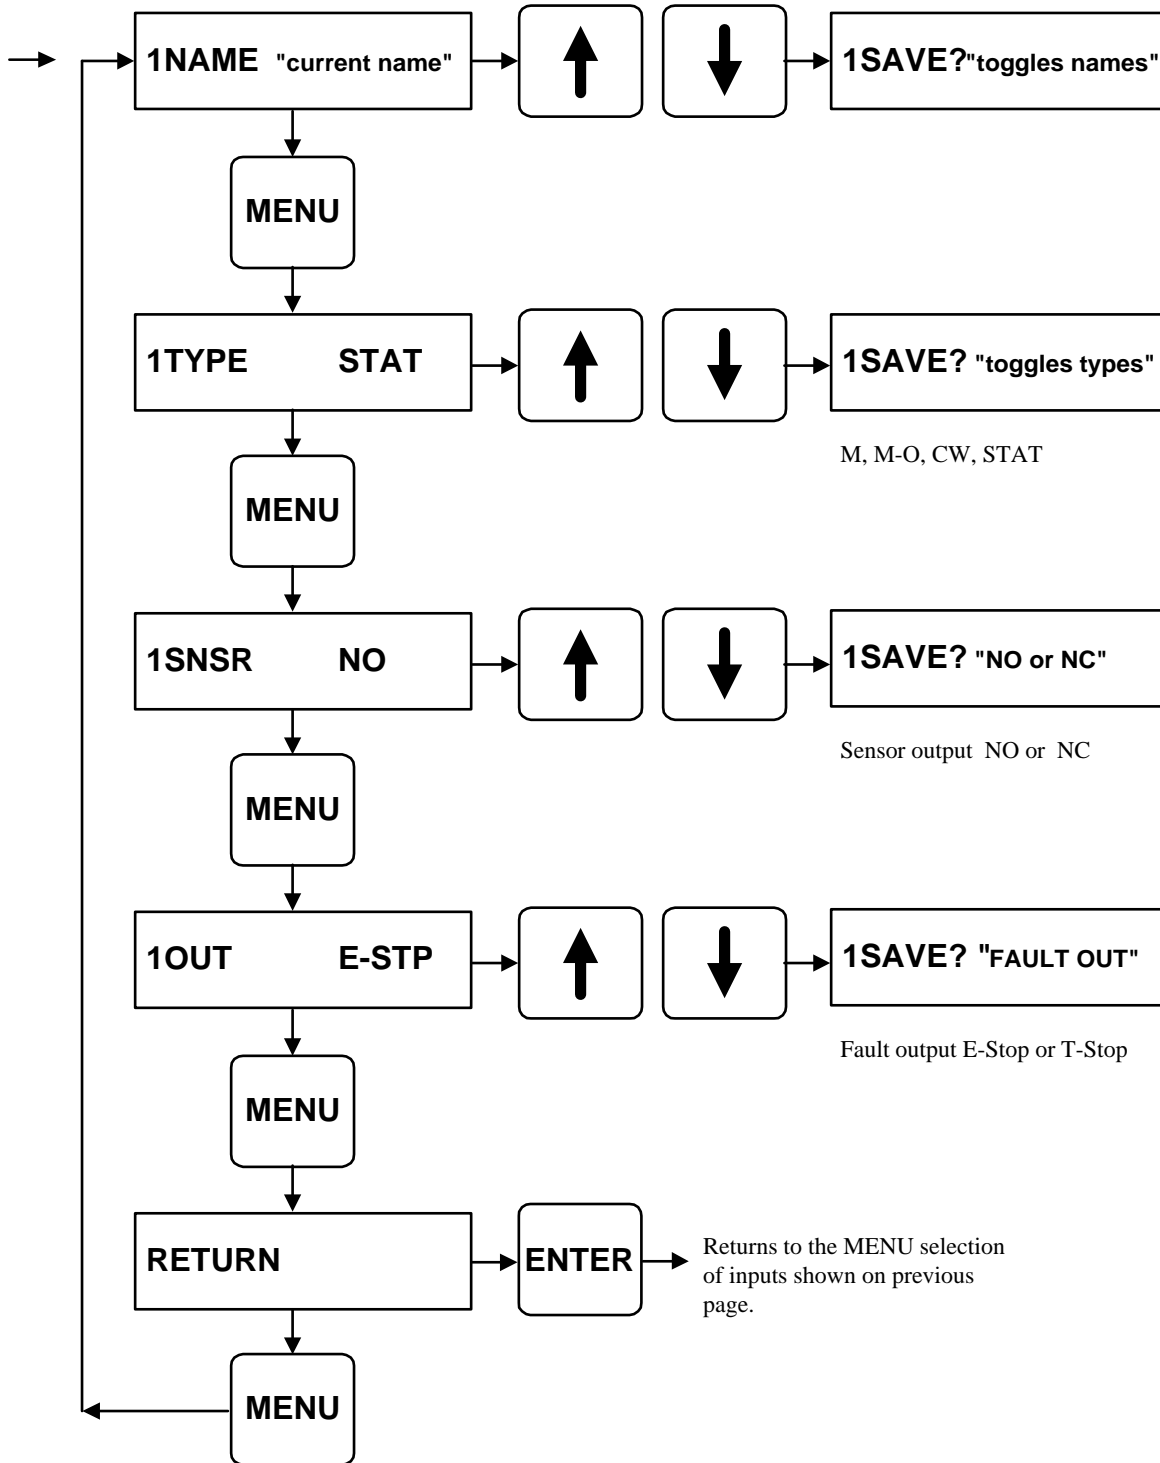 1NAME "current name"
1SAVE?"toggles names"
MENU
1TYPE STAT
1SAVE? "toggles types"
M, M-O, CW, STAT
MENU
1SNSR NO
1SAVE? "NO or NC"
Sensor output NO or NC
MENU
1OUT E-STP
1SAVE? "FAULT OUT"
Fault output E-Stop or T-Stop
MENU
RETURN
ENTER
Returns to the MENU selection
of inputs shown on previous
page.
MENU